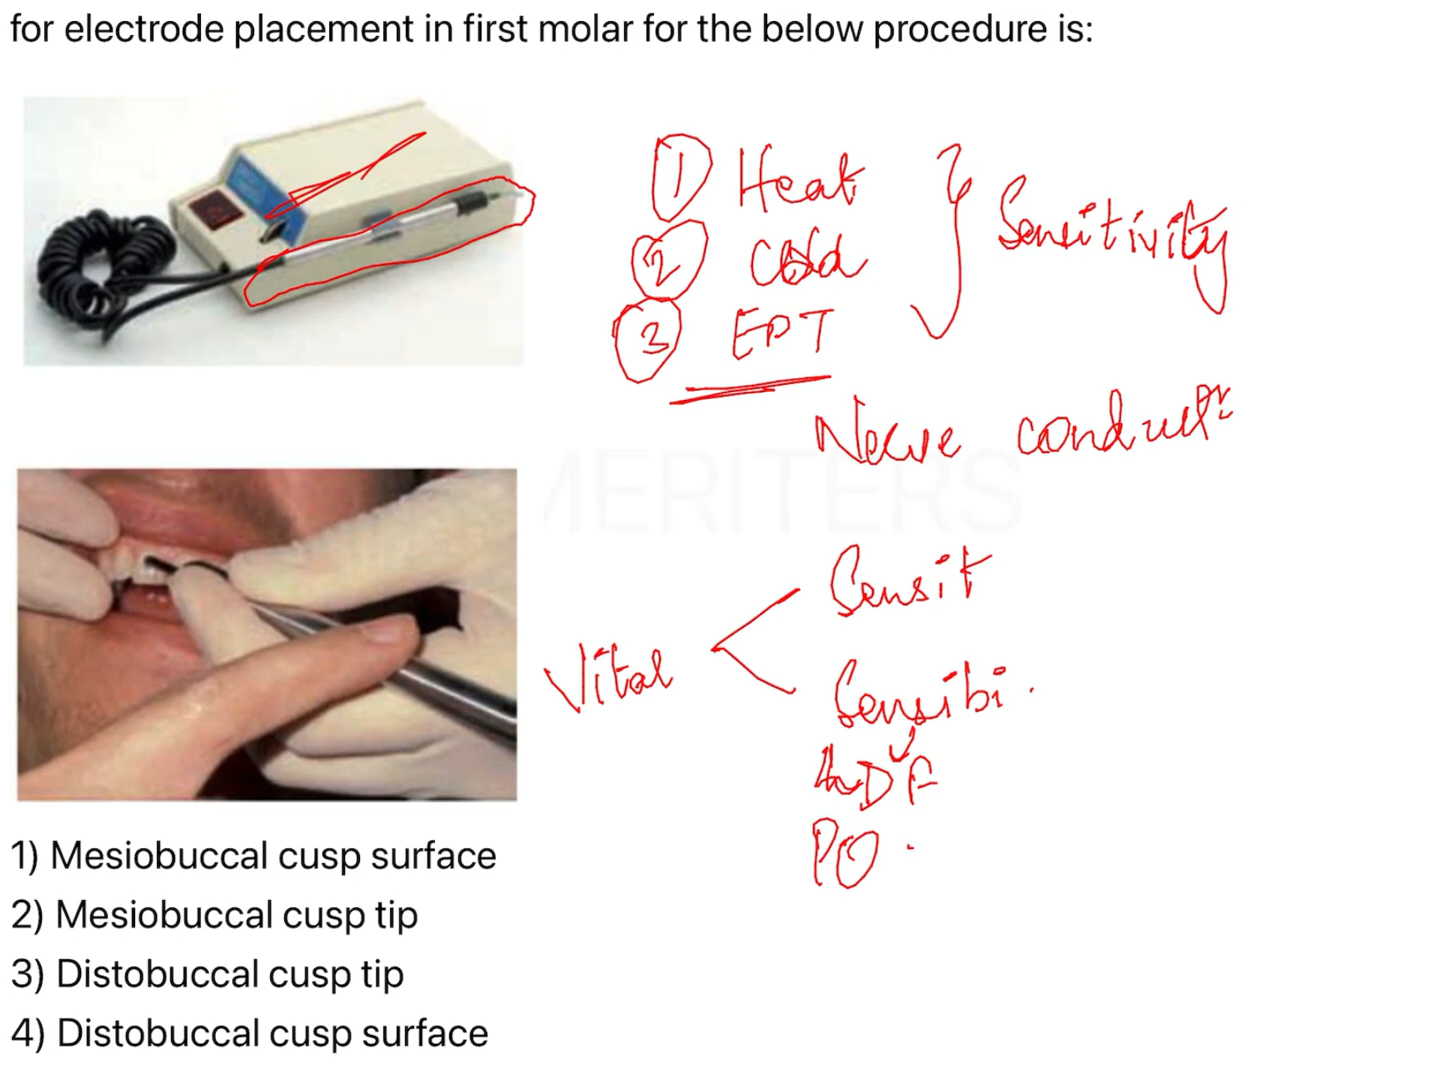 for electrode placement in first molar for the below procedure is:
1 Heat
2 Cold
3 EPT
Sensitivity
Nerve
MERITERS
Vital
Sensit
Sensibi.
PO.
1) Mesiobuccal cusp surface
2) Mesiobuccal cusp tip
3) Distobuccal cusp tip
4) Distobuccal cusp surface